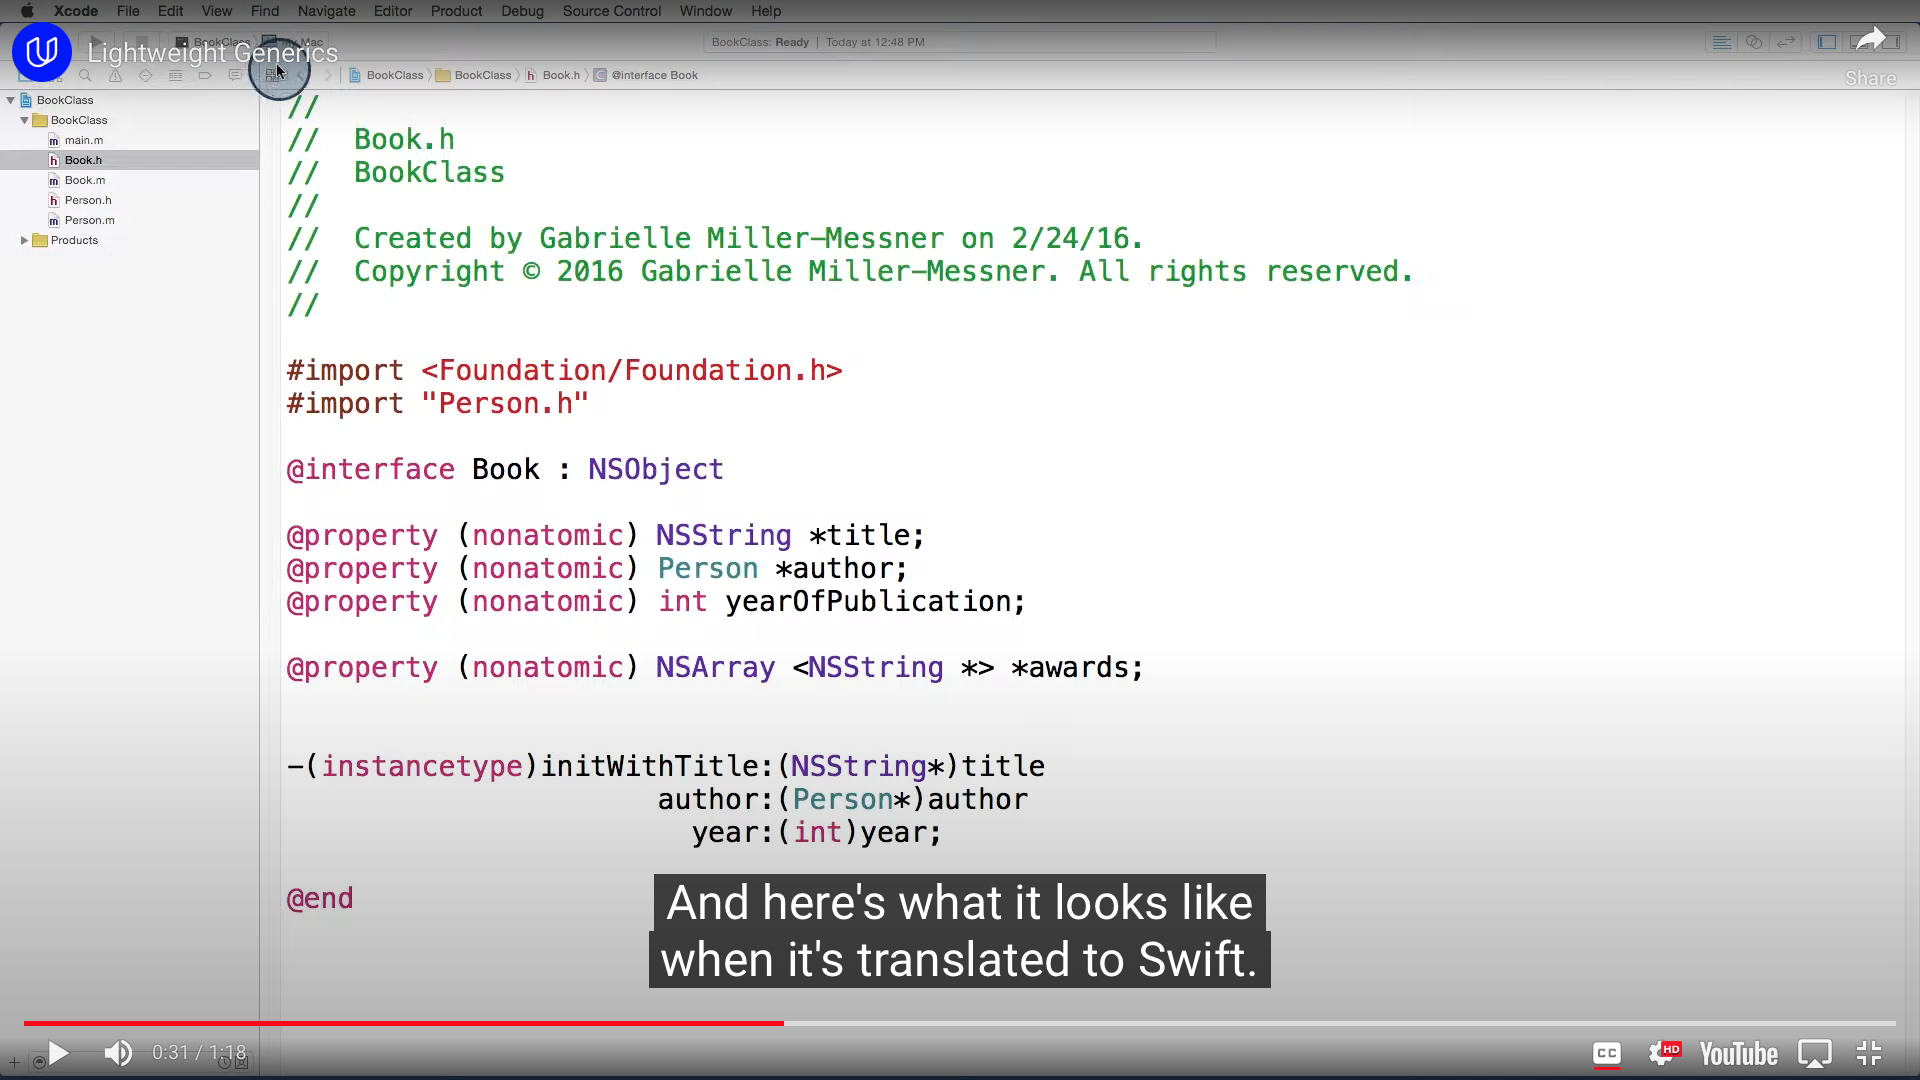 Xcode File Edit View Find Navigate Editor Product Debug Source Control Window Help
Lightweight Generics
BookClass: Ready | Today at 12:48 PM
Share
BookClass BookClass Book.h @interface Book
BookClass
BookClass
main.m
Book.h
Book.m
Person.h
Person.m
Products
//
// Book.h
// BookClass
//
// Created by Gabrielle Miller-Messner on 2/24/16.
// Copyright © 2016 Gabrielle Miller-Messner. All rights reserved.
//
#import <Foundation/Foundation.h>
#import "Person.h"
@interface Book : NSObject
@property (nonatomic) NSString *title;
@property (nonatomic) Person *author;
@property (nonatomic) int yearOfPublication;
@property (nonatomic) NSArray <NSString *> *awards;
-(instancetype)initWithTitle:(NSString*)title
author:(Person*)author
year:(int)year;
@end
And here's what it looks like
when it's translated to Swift.
0:31 / 1:18
CC
HD
YouTube